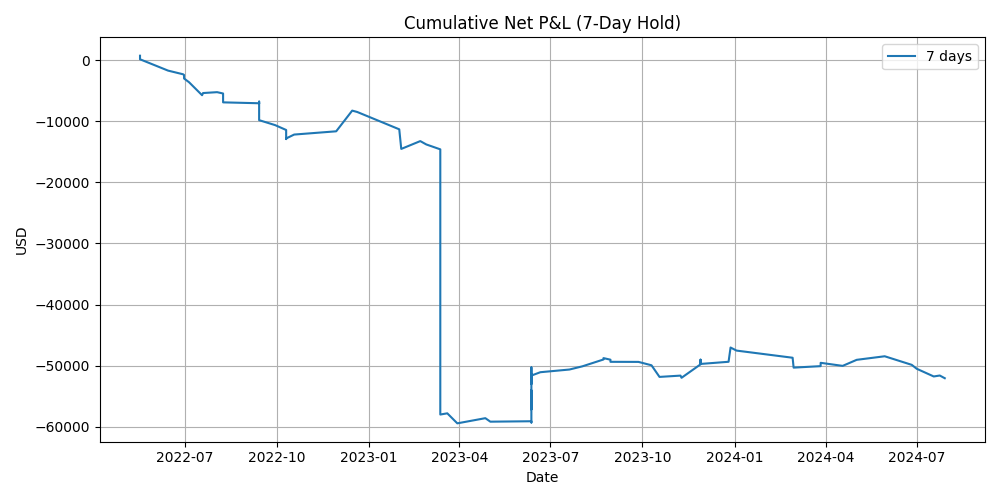 Cumulative Net P&L (7-Day Hold)
7 days
USD
0
−10000
−20000
−30000
−40000
−50000
−60000
2022-07 2022-10 2023-01 2023-04 2023-07 2023-10 2024-01 2024-04 2024-07
Date